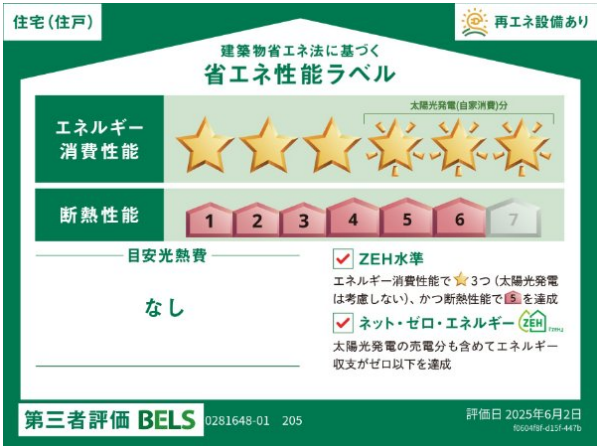 住宅(住戸)
再エネ設備あり
建築物省エネ法に基づく
省エネ性能ラベル
エネルギー
消費性能
太陽光発電(自家消費)分
断熱性能
1 2 3 4 5 6 7
目安光熱費
なし
ZEH水準
エネルギー消費性能で⭐3つ(太陽光発電
は考慮しない)、かつ断熱性能で5を達成
ネット・ゼロ・エネルギー ZEH
太陽光発電の売電分も含めてエネルギー
収支がゼロ以下を達成
第三者評価 BELS 0281648-01 205
評価日 2025年6月2日
f0604f8f-d15f-447b